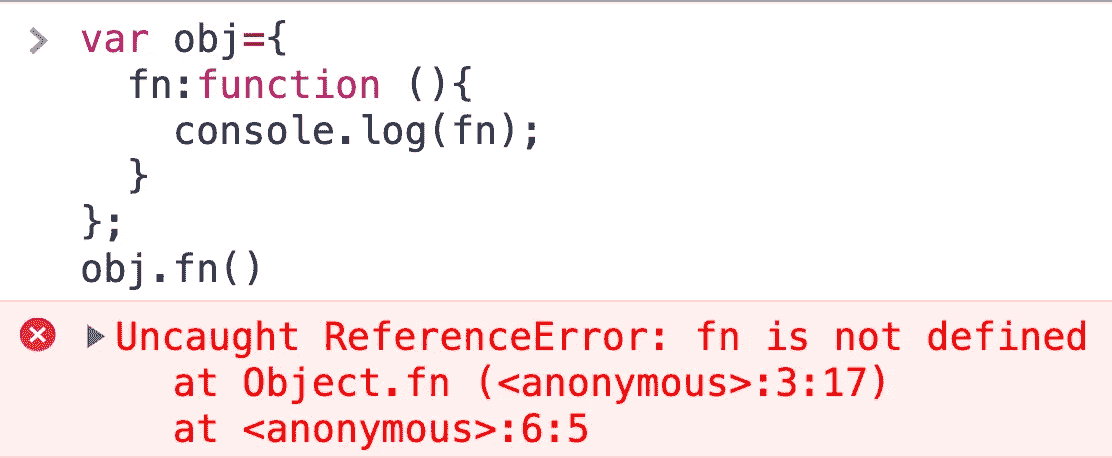 > var obj={
fn:function (){
console.log(fn);
}
};
obj.fn()
Uncaught ReferenceError: fn is not defined
at Object.fn (<anonymous>:3:17)
at <anonymous>:6:5